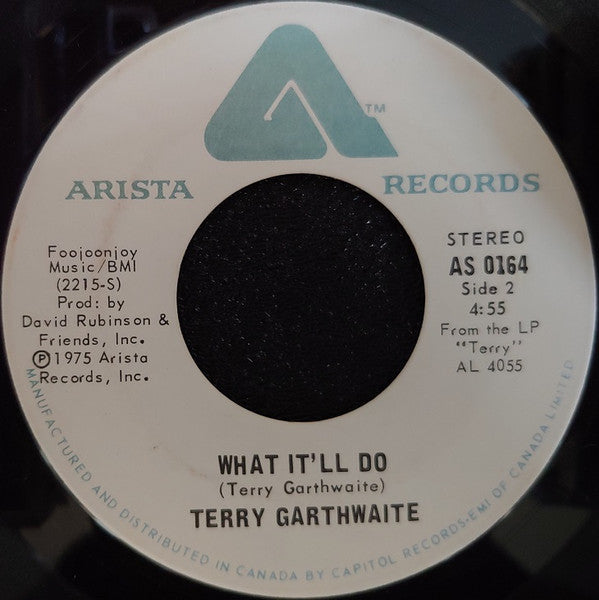 TM
ARISTA RECORDS
Foojoonjoy
Music/BMI
(2215-S)
Prod: by
David Rubinson &
Friends, Inc.
Ⓟ1975 Arista
Records, Inc.
STEREO
AS 0164
Side 2
4:55
From the LP
"Terry"
AL 4055
WHAT IT'LL DO
(Terry Garthwaite)
TERRY GARTHWAITE
MANUFACTURED AND DISTRIBUTED IN CANADA BY CAPITOL RECORDS-EMI OF CANADA LIMITED